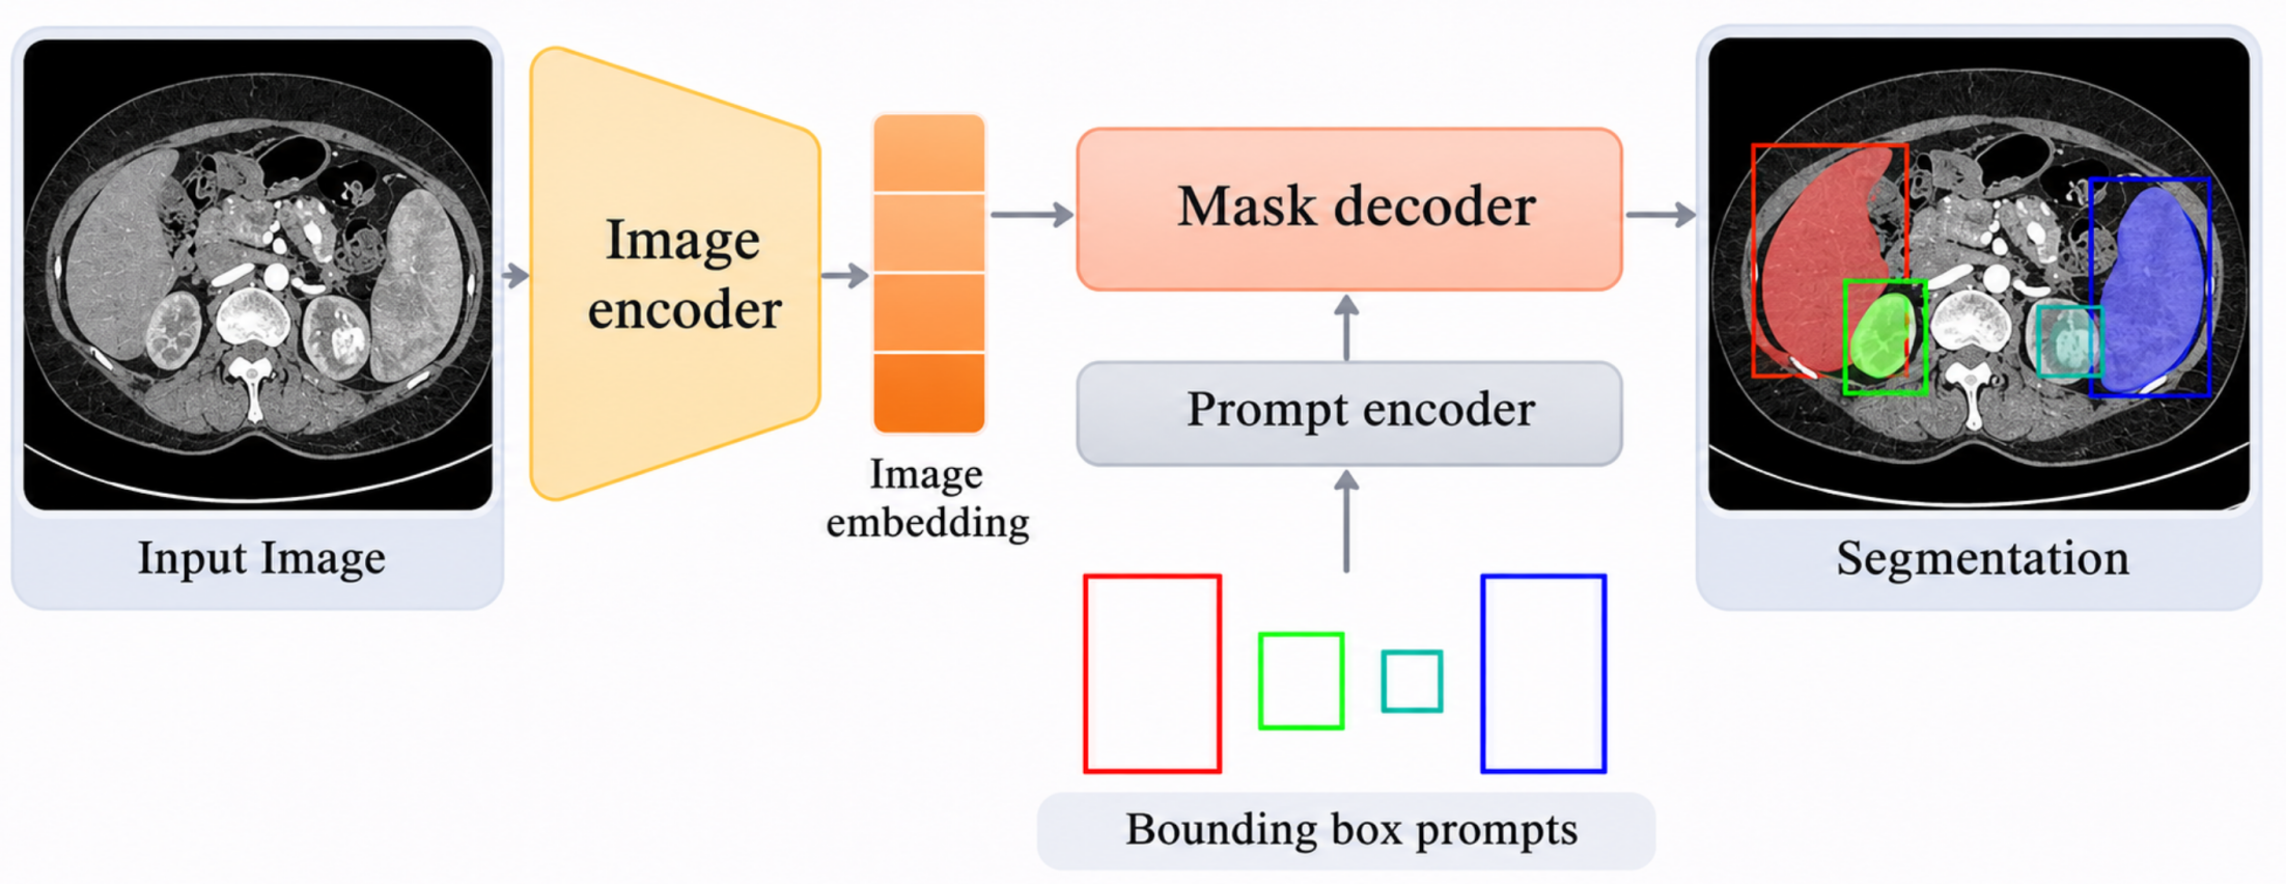 Input Image
Image
encoder
Image
embedding
Mask decoder
Prompt encoder
Bounding box prompts
Segmentation